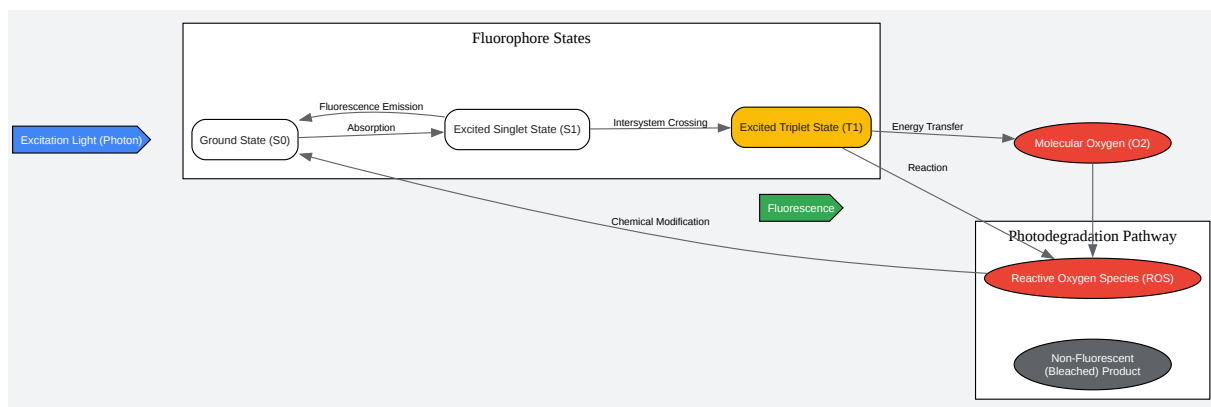 Fluorophore States
Fluorescence Emission
Absorption
Intersystem Crossing
Energy Transfer
Excitation Light (Photon)
Ground State (S0)
Excited Singlet State (S1)
Excited Triplet State (T1)
Molecular Oxygen (O2)
Reaction
Fluorescence
Chemical Modification
Photodegradation Pathway
Reactive Oxygen Species (ROS)
Non-Fluorescent
(Bleached) Product